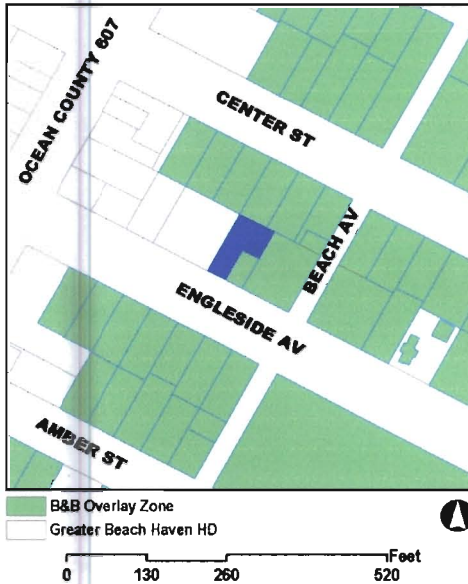 OCEAN COUNTY 607
CENTER ST
BEACH AV
ENGLESIDE AV
AMBER ST
B&B Overlay Zone
Greater Beach Haven HD
Feet
0 130 260 520